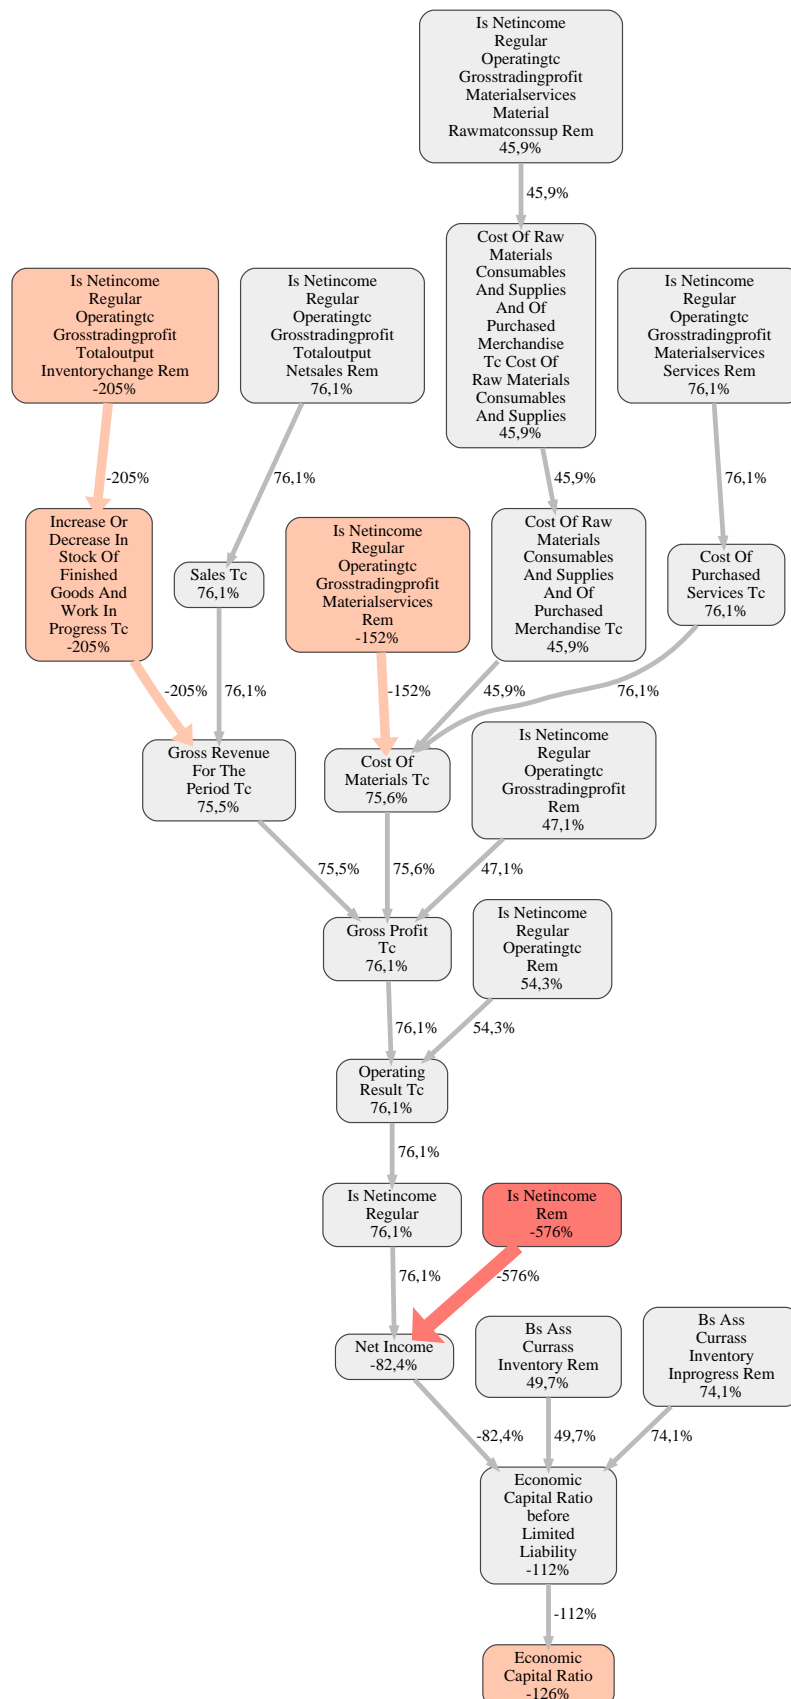 Is Netincome
Regular
Operatingtc
Grosstradingprofit
Materialservices
Material
Rawmatconssup Rem
45,9%
45,9%
Cost Of Raw
Materials
Consumables
And Supplies
And Of
Purchased
Merchandise
Tc Cost Of
Raw Materials
Consumables
And Supplies
45,9%
Is Netincome
Regular
Operatingtc
Grosstradingprofit
Totaloutput
Inventorychange Rem
-205%
Is Netincome
Regular
Operatingtc
Grosstradingprofit
Totaloutput
Netsales Rem
76,1%
Is Netincome
Regular
Operatingtc
Grosstradingprofit
Materialservices
Services Rem
76,1%
-205%
76,1%
45,9%
76,1%
Increase Or
Decrease In
Stock Of
Finished
Goods And
Work In
Progress Tc
-205%
Sales Tc
76,1%
Is Netincome
Regular
Operatingtc
Grosstradingprofit
Materialservices
Rem
-152%
Cost Of Raw
Materials
Consumables
And Supplies
And Of
Purchased
Merchandise Tc
45,9%
Cost Of
Purchased
Services Tc
76,1%
-205%
76,1%
-152%
45,9%
76,1%
Gross Revenue
For The
Period Tc
75,5%
Cost Of
Materials Tc
75,6%
Is Netincome
Regular
Operatingtc
Grosstradingprofit
Rem
47,1%
75,5%
75,6%
47,1%
Gross Profit
Tc
76,1%
Is Netincome
Regular
Operatingtc
Rem
54,3%
76,1%
54,3%
Operating
Result Tc
76,1%
76,1%
Is Netincome
Regular
76,1%
Is Netincome
Rem
-576%
76,1%
-576%
Net Income
-82,4%
Bs Ass
Currass
Inventory Rem
49,7%
Bs Ass
Currass
Inventory
Inprogress Rem
74,1%
-82,4%
49,7%
74,1%
Economic
Capital Ratio
before
Limited
Liability
-112%
-112%
Economic
Capital Ratio
-126%